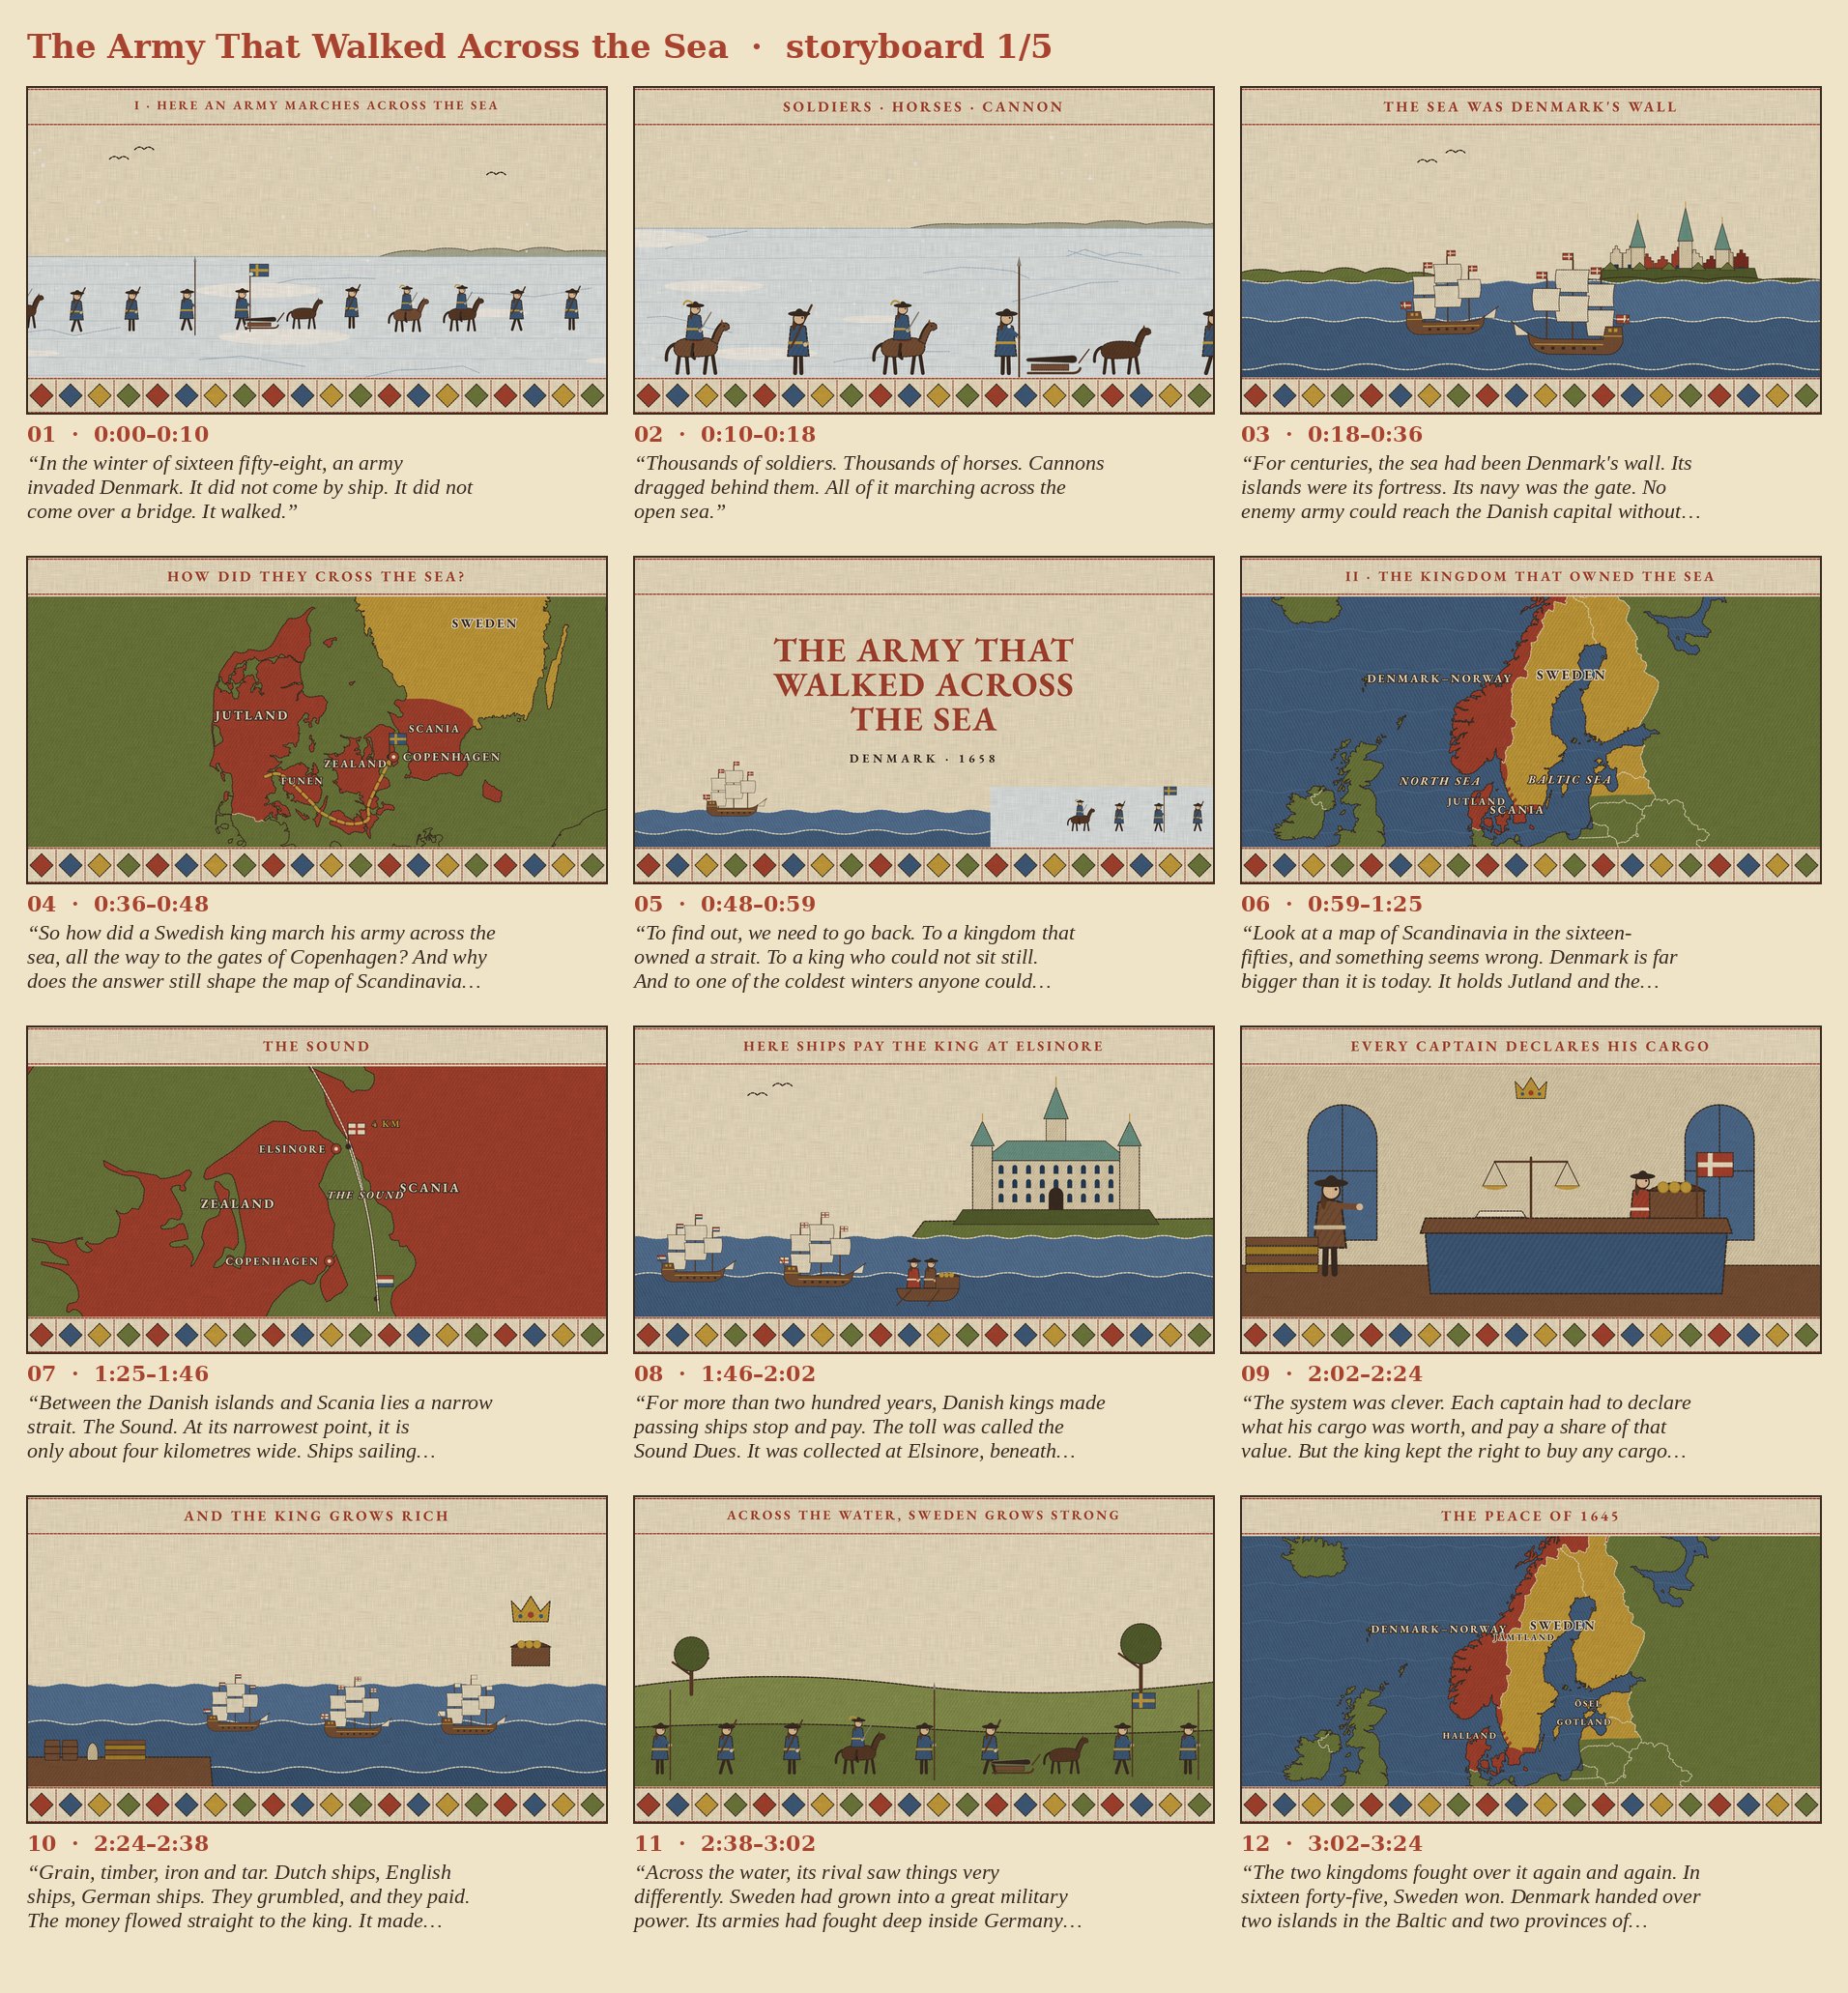 The Army That Walked Across the Sea · storyboard 1/5
I · HERE AN ARMY MARCHES ACROSS THE SEA
01 · 0:00–0:10
“In the winter of sixteen fifty-eight, an army
invaded Denmark. It did not come by ship. It did not
come over a bridge. It walked.”
SOLDIERS · HORSES · CANNON
02 · 0:10–0:18
“Thousands of soldiers. Thousands of horses. Cannons
dragged behind them. All of it marching across the
open sea.”
THE SEA WAS DENMARK'S WALL
03 · 0:18–0:36
“For centuries, the sea had been Denmark's wall. Its
islands were its fortress. Its navy was the gate. No
enemy army could reach the Danish capital without…
HOW DID THEY CROSS THE SEA?
SWEDEN
JUTLAND
SCANIA
COPENHAGEN
ZEALAND
FUNEN
04 · 0:36–0:48
“So how did a Swedish king march his army across the
sea, all the way to the gates of Copenhagen? And why
does the answer still shape the map of Scandinavia…
THE ARMY THAT
WALKED ACROSS
THE SEA
DENMARK · 1658
05 · 0:48–0:59
“To find out, we need to go back. To a kingdom that
owned a strait. To a king who could not sit still.
And to one of the coldest winters anyone could…
II · THE KINGDOM THAT OWNED THE SEA
DENMARK–NORWAY
SWEDEN
NORTH SEA
BALTIC SEA
JUTLAND
SCANIA
06 · 0:59–1:25
“Look at a map of Scandinavia in the sixteen-
fifties, and something seems wrong. Denmark is far
bigger than it is today. It holds Jutland and the…
THE SOUND
4 KM
ELSINORE
THE SOUND
SCANIA
ZEALAND
COPENHAGEN
07 · 1:25–1:46
“Between the Danish islands and Scania lies a narrow
strait. The Sound. At its narrowest point, it is
only about four kilometres wide. Ships sailing…
HERE SHIPS PAY THE KING AT ELSINORE
08 · 1:46–2:02
“For more than two hundred years, Danish kings made
passing ships stop and pay. The toll was called the
Sound Dues. It was collected at Elsinore, beneath…
EVERY CAPTAIN DECLARES HIS CARGO
09 · 2:02–2:24
“The system was clever. Each captain had to declare
what his cargo was worth, and pay a share of that
value. But the king kept the right to buy any cargo…
AND THE KING GROWS RICH
10 · 2:24–2:38
“Grain, timber, iron and tar. Dutch ships, English
ships, German ships. They grumbled, and they paid.
The money flowed straight to the king. It made…
ACROSS THE WATER, SWEDEN GROWS STRONG
11 · 2:38–3:02
“Across the water, its rival saw things very
differently. Sweden had grown into a great military
power. Its armies had fought deep inside Germany…
THE PEACE OF 1645
DENMARK–NORWAY
SWEDEN
JÄMTLAND
ÖSEL
GOTLAND
HALLAND
12 · 3:02–3:24
“The two kingdoms fought over it again and again. In
sixteen forty-five, Sweden won. Denmark handed over
two islands in the Baltic and two provinces of…